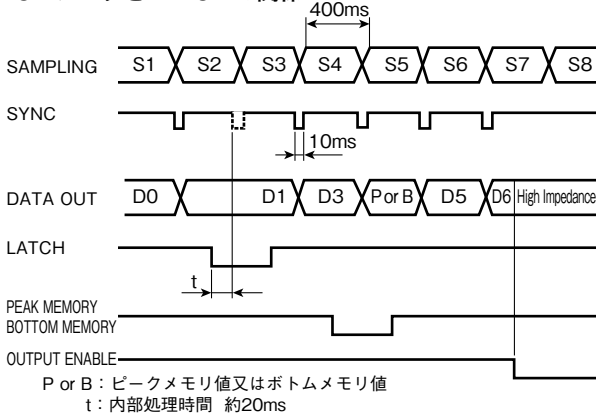 400ms
SAMPLING S1 S2 S3 S4 S5 S6 S7 S8
SYNC
10ms
DATA OUT D0 D1 D3 P or B D5 D6 High Impedance
LATCH
t
PEAK MEMORY
BOTTOM MEMORY
OUTPUT ENABLE
P or B：ピークメモリ値又はボトムメモリ値
t：内部処理時間 約20ms